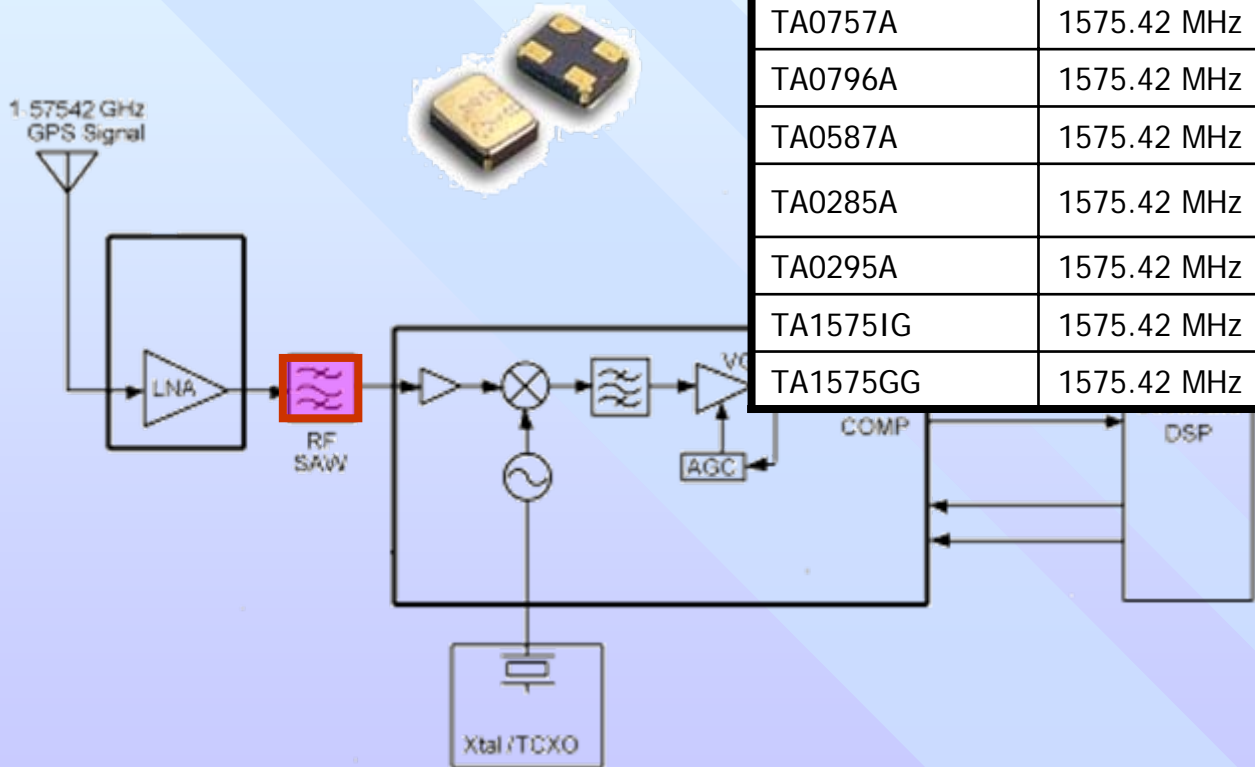 TA0757A 1575.42 MHz
TA0796A 1575.42 MHz
TA0587A 1575.42 MHz
TA0285A 1575.42 MHz
TA0295A 1575.42 MHz
TA1575IG 1575.42 MHz
TA1575GG 1575.42 MHz
1.57542 GHz
GPS Signal
LNA
RF
SAW
AGC
COMP
DSP
Xtal/TCXO